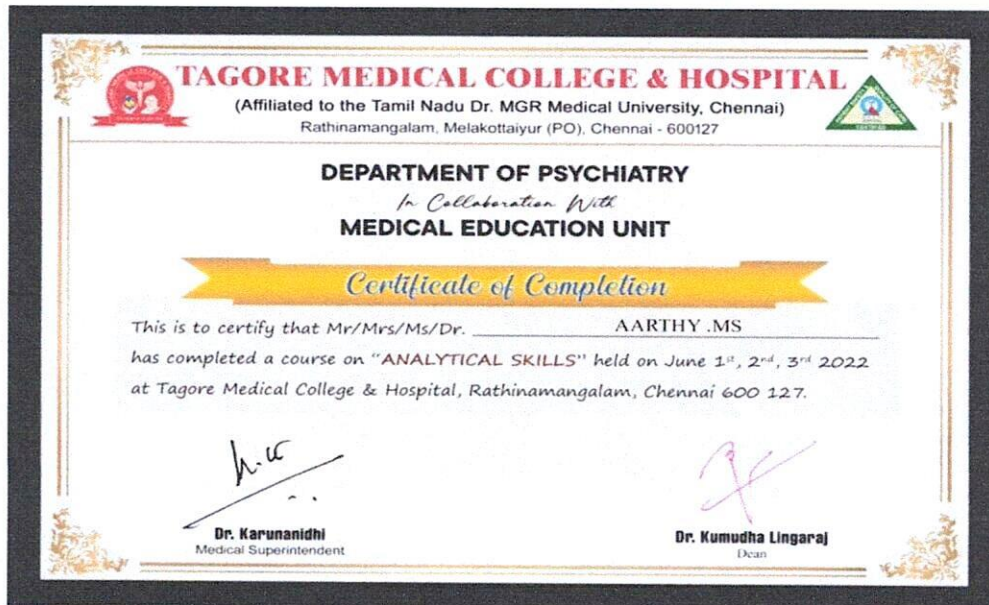 TAGORE MEDICAL COLLEGE & HOSPITAL
(Affiliated to the Tamil Nadu Dr. MGR Medical University, Chennai)
Rathinamangalam, Melakottaiyur (PO), Chennai - 600127
DEPARTMENT OF PSYCHIATRY
In Collaboration With
MEDICAL EDUCATION UNIT
Certificate of Completion
This is to certify that Mr/Mrs/Ms/Dr. AARTHY .MS
has completed a course on "ANALYTICAL SKILLS" held on June 1st, 2nd, 3rd 2022
at Tagore Medical College & Hospital, Rathinamangalam, Chennai 600 127.
Dr. Karunanidhi
Medical Superintendent
Dr. Kumudha Lingaraj
Dean